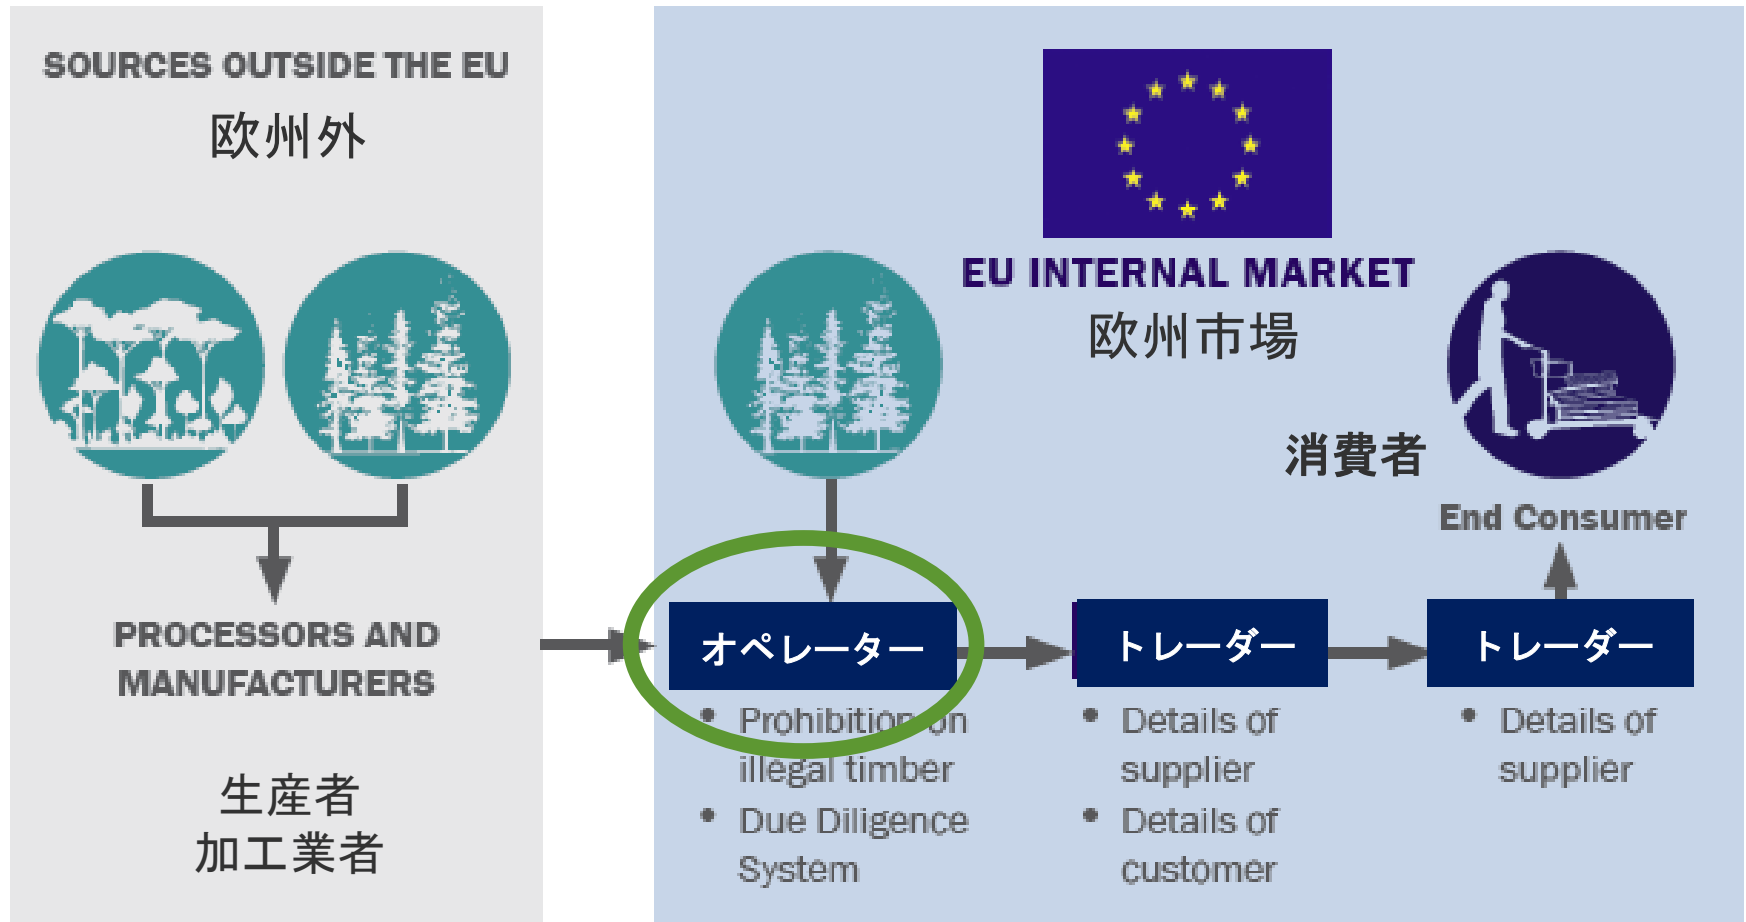 SOURCES OUTSIDE THE EU
欧州外
PROCESSORS AND
MANUFACTURERS
生産者
加工業者
EU INTERNAL MARKET
欧州市場
消費者
End Consumer
オペレーター
• Prohibition on
illegal timber
• Due Diligence
System
トレーダー
• Details of
supplier
• Details of
customer
トレーダー
• Details of
supplier